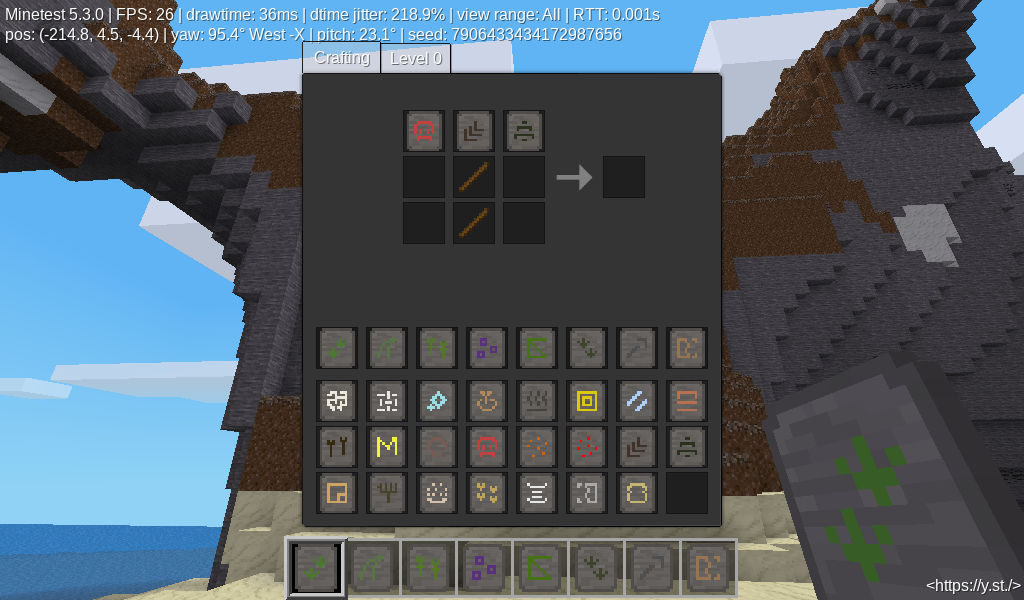 Minetest 5.3.0 | FPS: 26 | drawtime: 36ms | dtime jitter: 218.9% | view range: All | RTT: 0.001s
pos: (-214.8, 4.5, -4.4) | yaw: 95.4° West -X | pitch: 23.1° | seed: 7906433434172987656
Crafting Level 0
<https://y.st./>